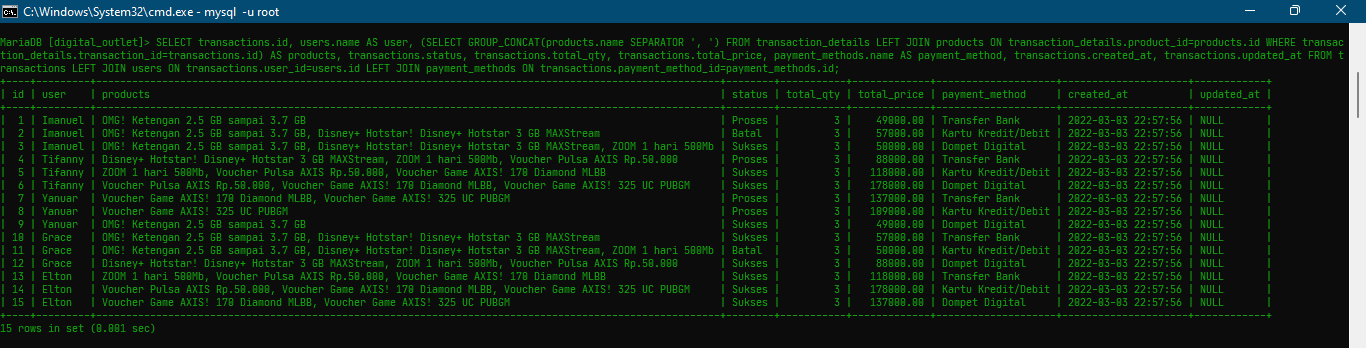 C:\Windows\System32\cmd.exe - mysql -u root
MariaDB [digital_outlet]> SELECT transactions.id, users.name AS user, (SELECT GROUP_CONCAT(products.name SEPARATOR ', ') FROM transaction_details LEFT JOIN products ON transaction_details.product_id=products.id WHERE transac
tion_details.transaction_id=transactions.id) AS products, transactions.status, transactions.total_qty, transactions.total_price, payment_methods.name AS payment_method, transactions.created_at, transactions.updated_at FROM t
ransactions LEFT JOIN users ON transactions.user_id=users.id LEFT JOIN payment_methods ON transactions.payment_method_id=payment_methods.id;
| id | user | products | status | total_qty | total_price | payment_method | created_at | updated_at |
| 1 | Imanuel | OMG! Ketengan 2.5 GB sampai 3.7 GB | Proses | 3 | 49000.00 | Transfer Bank | 2022-03-03 22:57:56 | NULL |
| 2 | Imanuel | OMG! Ketengan 2.5 GB sampai 3.7 GB, Disney+ Hotstar! Disney+ Hotstar 3 GB MAXStream | Batal | 3 | 57000.00 | Kartu Kredit/Debit | 2022-03-03 22:57:56 | NULL |
| 3 | Imanuel | OMG! Ketengan 2.5 GB sampai 3.7 GB, Disney+ Hotstar! Disney+ Hotstar 3 GB MAXStream, ZOOM 1 hari 500Mb | Sukses | 3 | 50000.00 | Dompet Digital | 2022-03-03 22:57:56 | NULL |
| 4 | Tifanny | Disney+ Hotstar! Disney+ Hotstar 3 GB MAXStream, ZOOM 1 hari 500Mb, Voucher Pulsa AXIS Rp.50.000 | Proses | 3 | 88000.00 | Transfer Bank | 2022-03-03 22:57:56 | NULL |
| 5 | Tifanny | ZOOM 1 hari 500Mb, Voucher Pulsa AXIS Rp.50.000, Voucher Game AXIS! 170 Diamond MLBB | Sukses | 3 | 118000.00 | Kartu Kredit/Debit | 2022-03-03 22:57:56 | NULL |
| 6 | Tifanny | Voucher Pulsa AXIS Rp.50.000, Voucher Game AXIS! 170 Diamond MLBB, Voucher Game AXIS! 325 UC PUBGM | Sukses | 3 | 178000.00 | Dompet Digital | 2022-03-03 22:57:56 | NULL |
| 7 | Yanuar | Voucher Game AXIS! 170 Diamond MLBB, Voucher Game AXIS! 325 UC PUBGM | Proses | 3 | 137000.00 | Transfer Bank | 2022-03-03 22:57:56 | NULL |
| 8 | Yanuar | Voucher Game AXIS! 325 UC PUBGM | Proses | 3 | 109000.00 | Kartu Kredit/Debit | 2022-03-03 22:57:56 | NULL |
| 9 | Yanuar | OMG! Ketengan 2.5 GB sampai 3.7 GB | Sukses | 3 | 49000.00 | Dompet Digital | 2022-03-03 22:57:56 | NULL |
| 10 | Grace | OMG! Ketengan 2.5 GB sampai 3.7 GB, Disney+ Hotstar! Disney+ Hotstar 3 GB MAXStream | Sukses | 3 | 57000.00 | Transfer Bank | 2022-03-03 22:57:56 | NULL |
| 11 | Grace | OMG! Ketengan 2.5 GB sampai 3.7 GB, Disney+ Hotstar! Disney+ Hotstar 3 GB MAXStream, ZOOM 1 hari 500Mb | Batal | 3 | 50000.00 | Kartu Kredit/Debit | 2022-03-03 22:57:56 | NULL |
| 12 | Grace | Disney+ Hotstar! Disney+ Hotstar 3 GB MAXStream, ZOOM 1 hari 500Mb, Voucher Pulsa AXIS Rp.50.000 | Sukses | 3 | 88000.00 | Dompet Digital | 2022-03-03 22:57:56 | NULL |
| 13 | Elton | ZOOM 1 hari 500Mb, Voucher Pulsa AXIS Rp.50.000, Voucher Game AXIS! 170 Diamond MLBB | Sukses | 3 | 118000.00 | Transfer Bank | 2022-03-03 22:57:56 | NULL |
| 14 | Elton | Voucher Pulsa AXIS Rp.50.000, Voucher Game AXIS! 170 Diamond MLBB, Voucher Game AXIS! 325 UC PUBGM | Sukses | 3 | 178000.00 | Kartu Kredit/Debit | 2022-03-03 22:57:56 | NULL |
| 15 | Elton | Voucher Game AXIS! 170 Diamond MLBB, Voucher Game AXIS! 325 UC PUBGM | Sukses | 3 | 137000.00 | Dompet Digital | 2022-03-03 22:57:56 | NULL |
15 rows in set (0.001 sec)